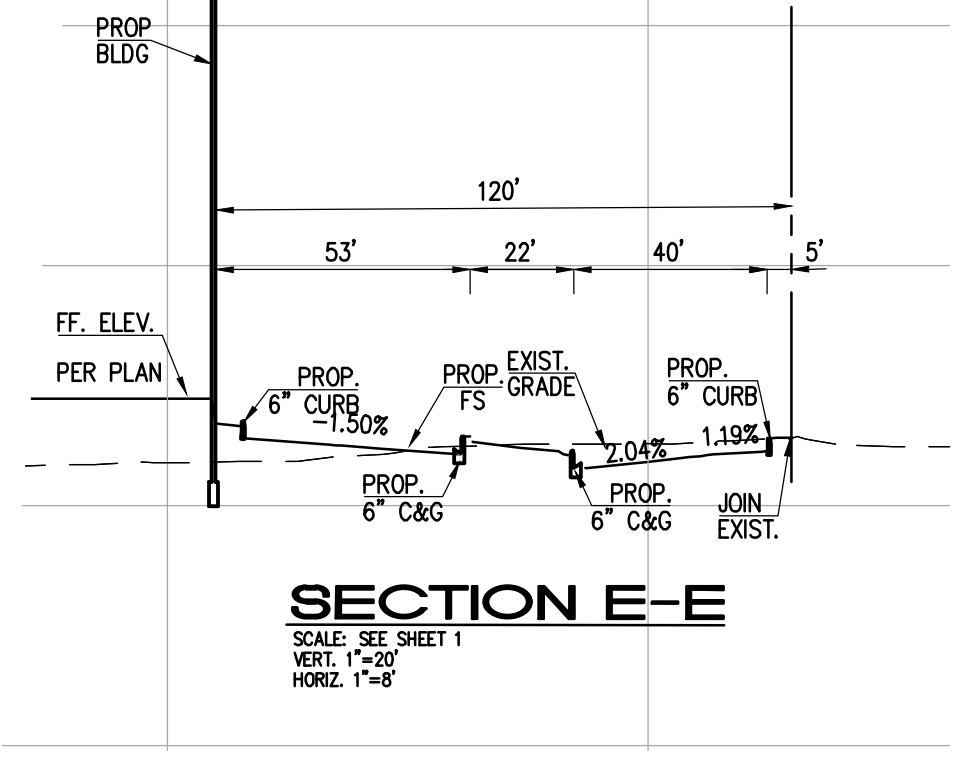 PROP
BLDG
120'
53'
22'
40'
5'
FF. ELEV.
PER PLAN
PROP.
6" CURB
-1.50%
PROP.
FS
EXIST.
GRADE
PROP.
6" CURB
2.04%
1.19%
PROP.
6" C&G
PROP.
6" C&G
JOIN
EXIST.
SECTION E-E
SCALE: SEE SHEET 1
VERT. 1"=20'
HORIZ. 1"=8'